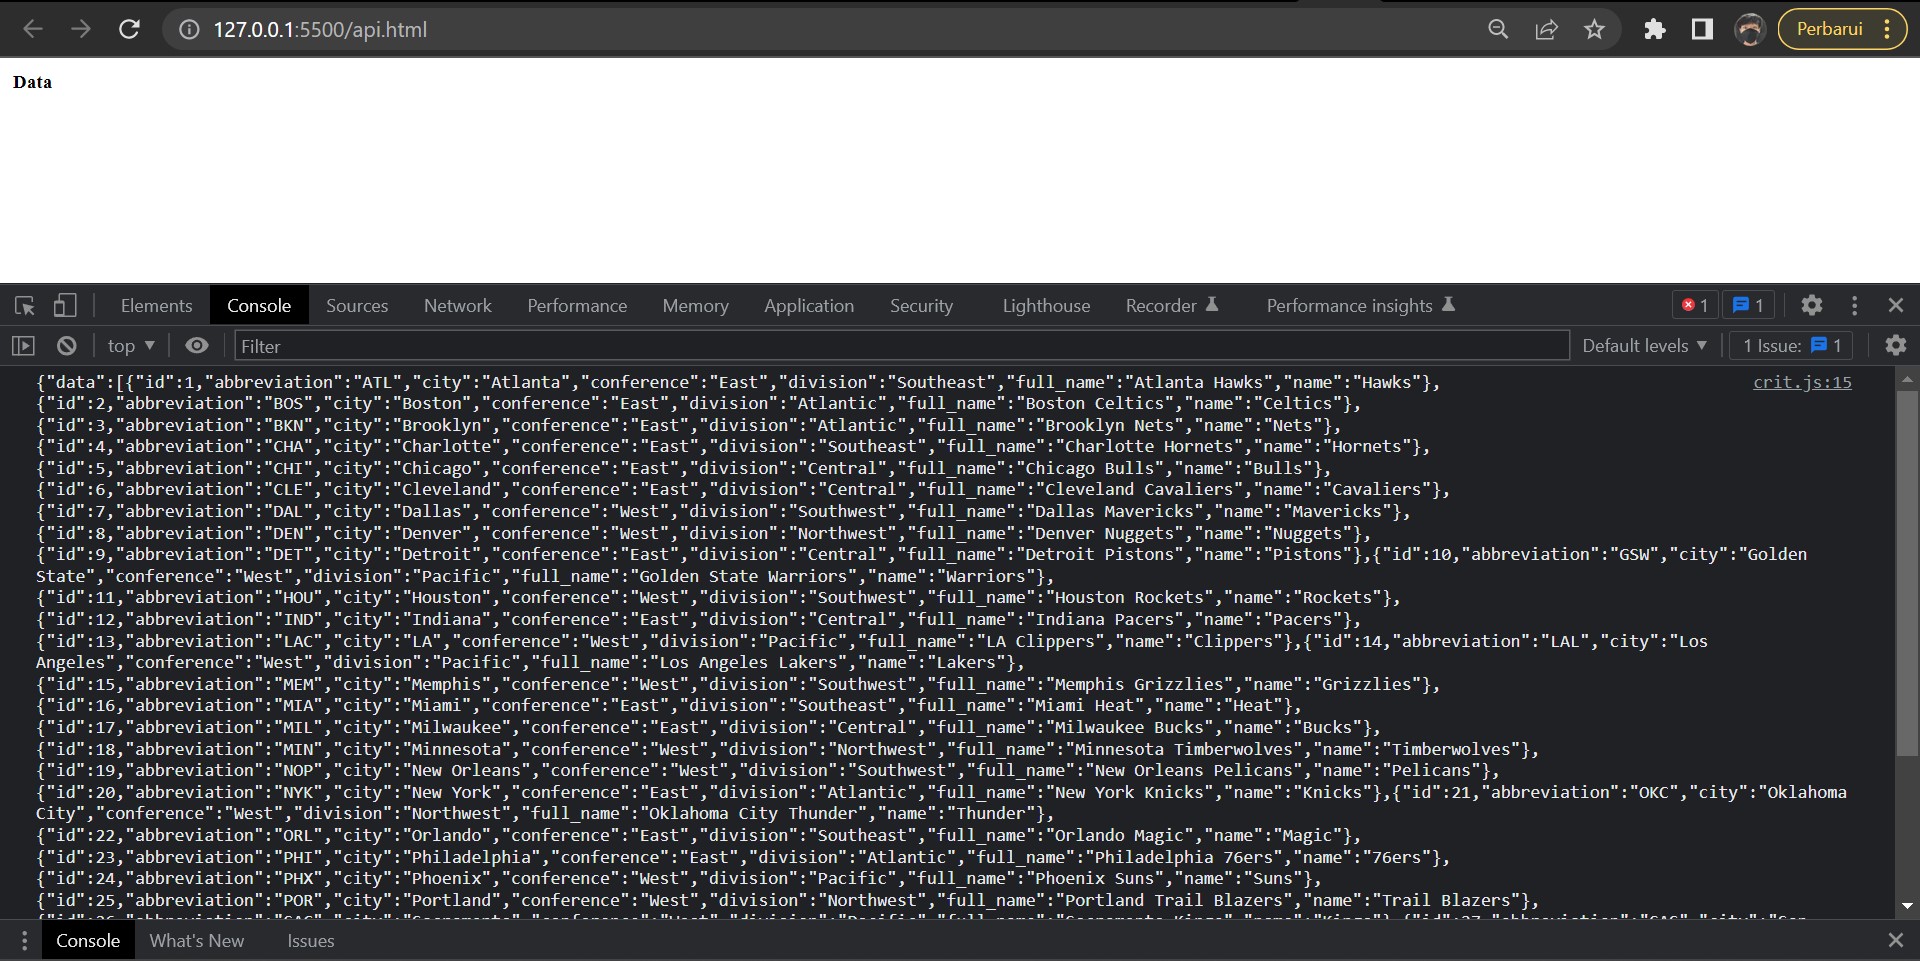 127.0.0.1:5500/api.html
Perbarui
Data
Elements Console Sources Network Performance Memory Application Security Lighthouse Recorder Performance insights 1 1
top Filter Default levels 1 Issue: 1
{"data":[{"id":1,"abbreviation":"ATL","city":"Atlanta","conference":"East","division":"Southeast","full_name":"Atlanta Hawks","name":"Hawks"}, crit.js:15
{"id":2,"abbreviation":"BOS","city":"Boston","conference":"East","division":"Atlantic","full_name":"Boston Celtics","name":"Celtics"},
{"id":3,"abbreviation":"BKN","city":"Brooklyn","conference":"East","division":"Atlantic","full_name":"Brooklyn Nets","name":"Nets"},
{"id":4,"abbreviation":"CHA","city":"Charlotte","conference":"East","division":"Southeast","full_name":"Charlotte Hornets","name":"Hornets"},
{"id":5,"abbreviation":"CHI","city":"Chicago","conference":"East","division":"Central","full_name":"Chicago Bulls","name":"Bulls"},
{"id":6,"abbreviation":"CLE","city":"Cleveland","conference":"East","division":"Central","full_name":"Cleveland Cavaliers","name":"Cavaliers"},
{"id":7,"abbreviation":"DAL","city":"Dallas","conference":"West","division":"Southwest","full_name":"Dallas Mavericks","name":"Mavericks"},
{"id":8,"abbreviation":"DEN","city":"Denver","conference":"West","division":"Northwest","full_name":"Denver Nuggets","name":"Nuggets"},
{"id":9,"abbreviation":"DET","city":"Detroit","conference":"East","division":"Central","full_name":"Detroit Pistons","name":"Pistons"},{"id":10,"abbreviation":"GSW","city":"Golden
State","conference":"West","division":"Pacific","full_name":"Golden State Warriors","name":"Warriors"},
{"id":11,"abbreviation":"HOU","city":"Houston","conference":"West","division":"Southwest","full_name":"Houston Rockets","name":"Rockets"},
{"id":12,"abbreviation":"IND","city":"Indiana","conference":"East","division":"Central","full_name":"Indiana Pacers","name":"Pacers"},
{"id":13,"abbreviation":"LAC","city":"LA","conference":"West","division":"Pacific","full_name":"LA Clippers","name":"Clippers"},{"id":14,"abbreviation":"LAL","city":"Los
Angeles","conference":"West","division":"Pacific","full_name":"Los Angeles Lakers","name":"Lakers"},
{"id":15,"abbreviation":"MEM","city":"Memphis","conference":"West","division":"Southwest","full_name":"Memphis Grizzlies","name":"Grizzlies"},
{"id":16,"abbreviation":"MIA","city":"Miami","conference":"East","division":"Southeast","full_name":"Miami Heat","name":"Heat"},
{"id":17,"abbreviation":"MIL","city":"Milwaukee","conference":"East","division":"Central","full_name":"Milwaukee Bucks","name":"Bucks"},
{"id":18,"abbreviation":"MIN","city":"Minnesota","conference":"West","division":"Northwest","full_name":"Minnesota Timberwolves","name":"Timberwolves"},
{"id":19,"abbreviation":"NOP","city":"New Orleans","conference":"West","division":"Southwest","full_name":"New Orleans Pelicans","name":"Pelicans"},
{"id":20,"abbreviation":"NYK","city":"New York","conference":"East","division":"Atlantic","full_name":"New York Knicks","name":"Knicks"},{"id":21,"abbreviation":"OKC","city":"Oklahoma
City","conference":"West","division":"Northwest","full_name":"Oklahoma City Thunder","name":"Thunder"},
{"id":22,"abbreviation":"ORL","city":"Orlando","conference":"East","division":"Southeast","full_name":"Orlando Magic","name":"Magic"},
{"id":23,"abbreviation":"PHI","city":"Philadelphia","conference":"East","division":"Atlantic","full_name":"Philadelphia 76ers","name":"76ers"},
{"id":24,"abbreviation":"PHX","city":"Phoenix","conference":"West","division":"Pacific","full_name":"Phoenix Suns","name":"Suns"},
{"id":25,"abbreviation":"POR","city":"Portland","conference":"West","division":"Northwest","full_name":"Portland Trail Blazers","name":"Trail Blazers"},
Console What's New Issues